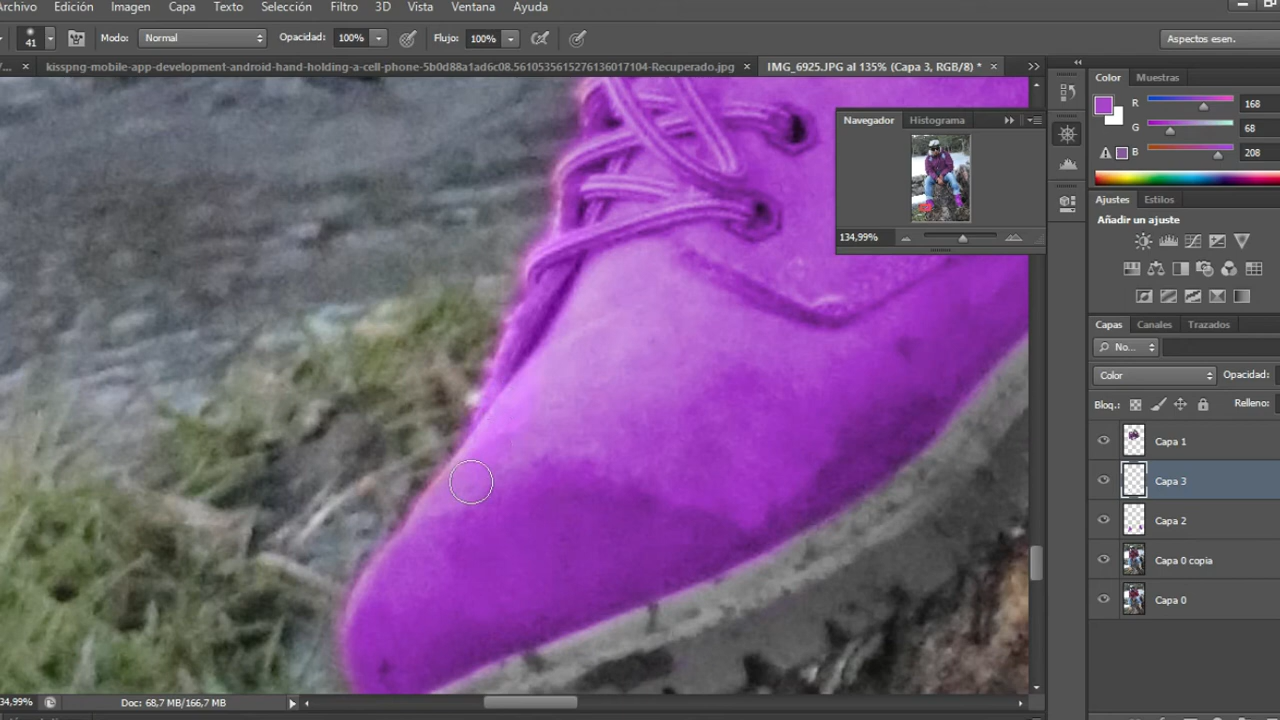 Archivo Edición Imagen Capa Texto Selección Filtro 3D Vista Ventana Ayuda
41 Modo: Normal Opacidad: 100% Flujo: 100% Aspectos esen.
/... × kisspng-mobile-app-development-android-hand-holding-a-cell-phone-5b0d88a1ad6c08.5610535615276136017104-Recuperado.jpg × IMG_6925.JPG al 135% (Capa 3, RGB/8) * ×
Color Muestras
R 168
G 68
B 208
Navegador Histograma
134,99%
Ajustes Estilos
Añadir un ajuste
Capas Canales Trazados
No...
Color Opacidad:
Bloq.: Relleno:
Capa 1
Capa 3
Capa 2
Capa 0 copia
Capa 0
34,99% Doc: 68,7 MB/166,7 MB